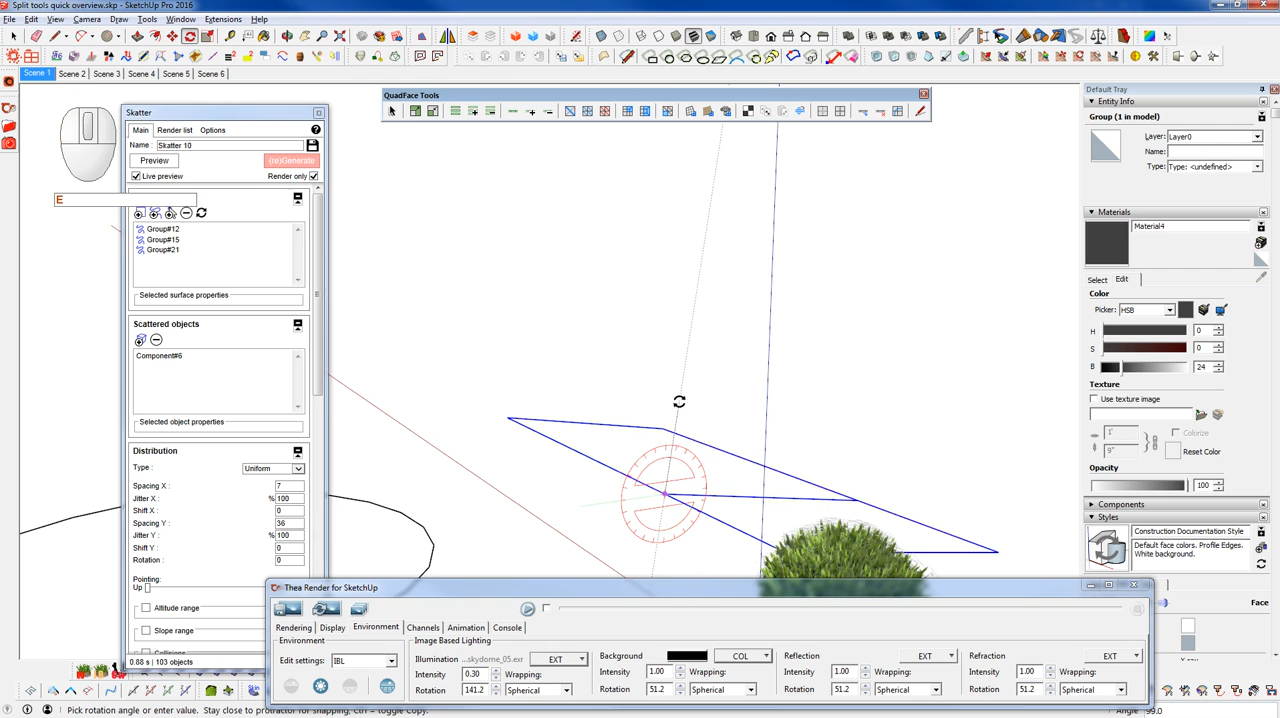 Split tools quick overview.skp - SketchUp Pro 2016
File Edit View Camera Draw Tools Window Extensions Help
Scene 1 Scene 2 Scene 3 Scene 4 Scene 5 Scene 6
Skatter
Main Render list Options
Name : Skatter 10
Preview (re)Generate
Live preview Render only
E
Group#12
Group#15
Group#21
Selected surface properties
Scattered objects
Component#6
Selected object properties
Distribution
Type : Uniform
Spacing X : 7
Jitter X : % 100
Shift X : 0
Spacing Y : 36
Jitter Y : % 100
Shift Y : 0
Rotation : 0
Pointing:
Up
Altitude range
Slope range
0.88 s | 103 objects
QuadFace Tools
Default Tray
Entity Info
Group (1 in model)
Layer: Layer0
Name:
Type: Type: <undefined>
Materials
Material4
Select Edit
Color
Picker: HSB
H 0
S 0
B 24
Texture
Use texture image
1' Colorize
9" Reset Color
Opacity
100
Components
Styles
Construction Documentation Style
Default face colors. Profile Edges. White background.
Face
Thea Render for SketchUp
Rendering Display Environment Channels Animation Console
Environment
Edit settings: IBL
Image Based Lighting
Illumination ...skydome_05.exr EXT
Intensity 0.30 Wrapping:
Rotation 141.2 Spherical
Background COL
Intensity 1.00 Wrapping:
Rotation 51.2 Spherical
Reflection EXT
Intensity 1.00 Wrapping:
Rotation 51.2 Spherical
Refraction EXT
Intensity 1.00 Wrapping:
Rotation 51.2 Spherical
Pick rotation angle or enter value. Stay close to protractor for snapping, Ctrl = toggle Copy.
Angle 99.0